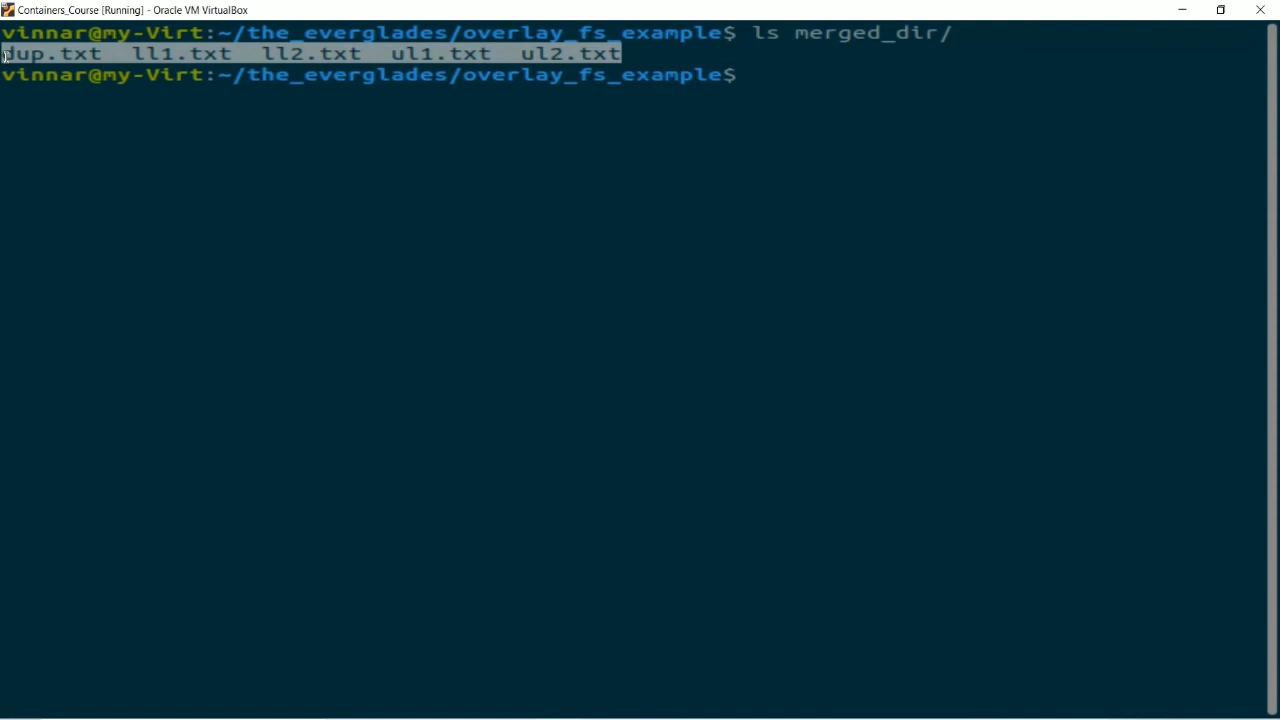 Containers_Course [Running] - Oracle VM VirtualBox
vinnar@my-Virt:~/the_everglades/overlay_fs_example$ ls merged_dir/
dup.txt  ll1.txt  ll2.txt  ul1.txt  ul2.txt
vinnar@my-Virt:~/the_everglades/overlay_fs_example$